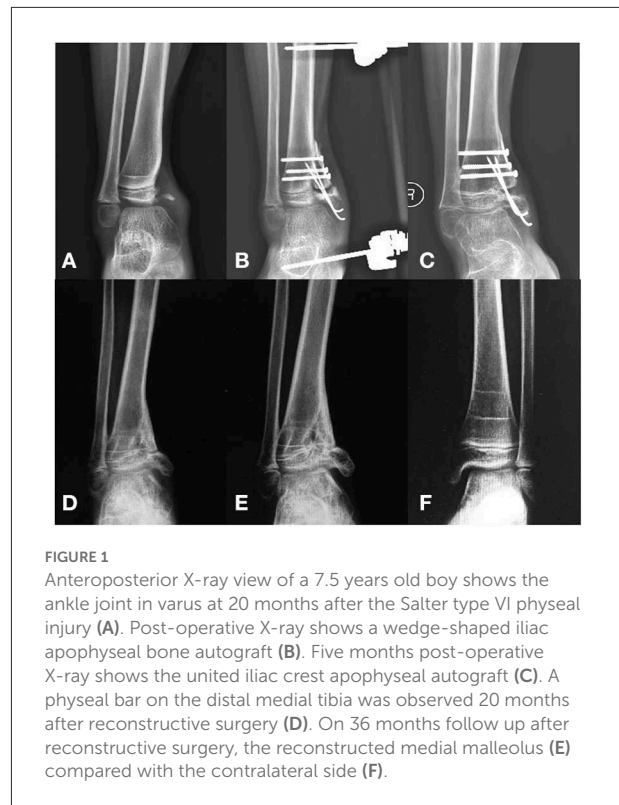 A
B
R
C
D
E
F
FIGURE 1
Anteroposterior X-ray view of a 7.5 years old boy shows the
ankle joint in varus at 20 months after the Salter type VI physeal
injury (A). Post-operative X-ray shows a wedge-shaped iliac
apophyseal bone autograft (B). Five months post-operative
X-ray shows the united iliac crest apophyseal autograft (C). A
physeal bar on the distal medial tibia was observed 20 months
after reconstructive surgery (D). On 36 months follow up after
reconstructive surgery, the reconstructed medial malleolus (E)
compared with the contralateral side (F).